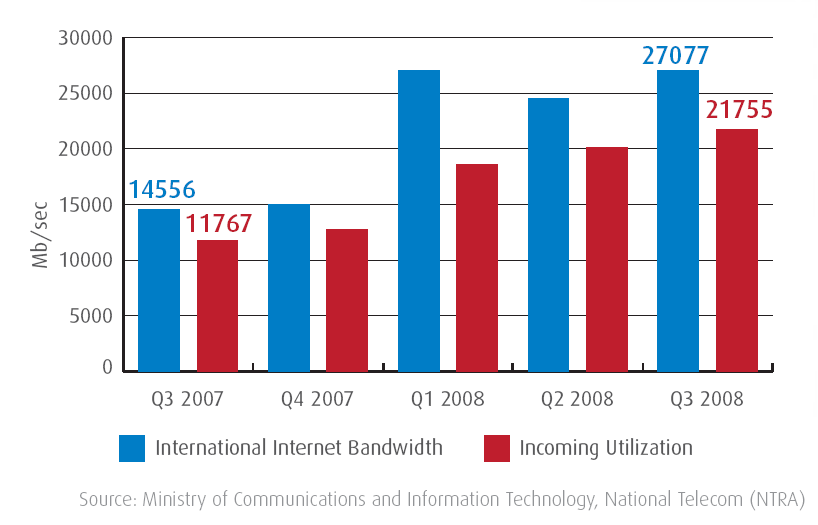 30000
27077
25000
21755
20000
14556
15000
11767
Mb/sec
10000
5000
0
Q3 2007 Q4 2007 Q1 2008 Q2 2008 Q3 2008
International Internet Bandwidth Incoming Utilization
Source: Ministry of Communications and Information Technology, National Telecom (NTRA)